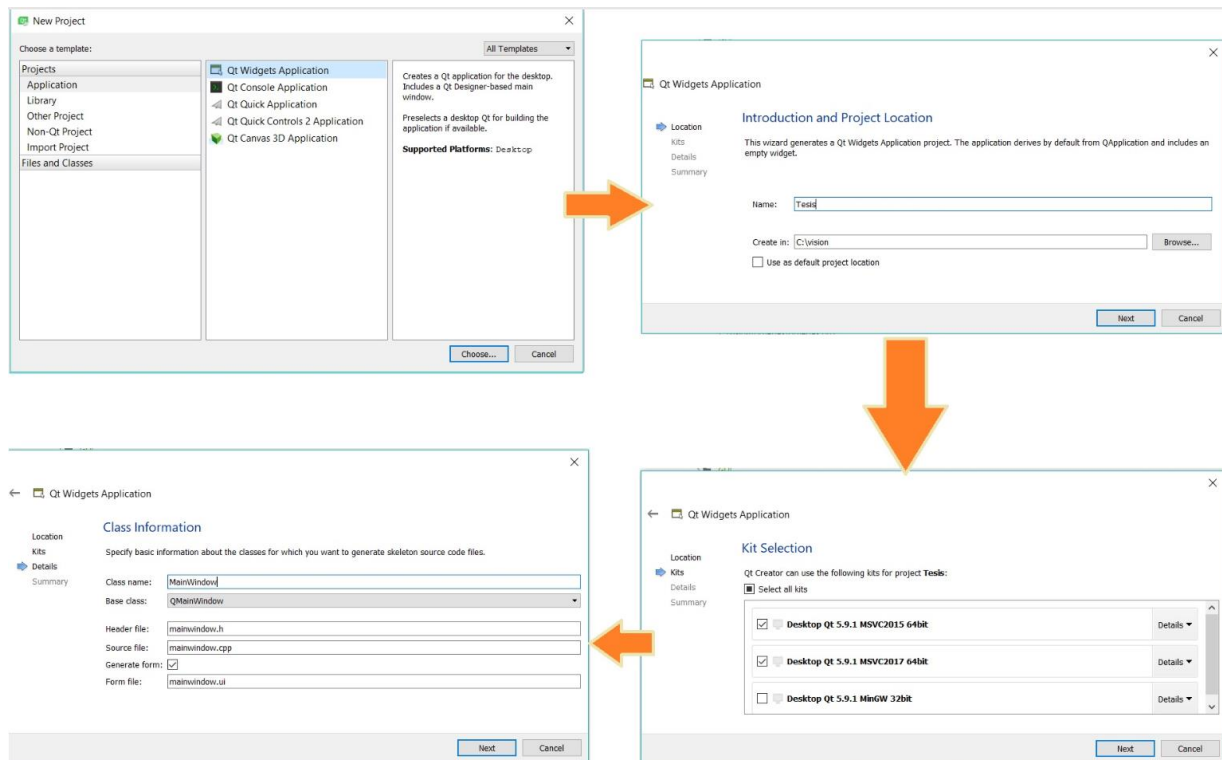 New Project
Choose a template:
All Templates
Projects
Application
Library
Other Project
Non-Qt Project
Import Project
Files and Classes
Qt Widgets Application
Qt Console Application
Qt Quick Application
Qt Quick Controls 2 Application
Qt Canvas 3D Application
Creates a Qt application for the desktop.
Includes a Qt Designer-based main
window.
Preselects a desktop Qt for building the
application if available.
Supported Platforms: Desktop
Choose...
Cancel
Qt Widgets Application
Location
Kits
Details
Summary
Introduction and Project Location
This wizard generates a Qt Widgets Application project. The application derives by default from QApplication and includes an
empty widget.
Name: Tesis
Create in: C:\vision
Browse...
Use as default project location
Next
Cancel
Qt Widgets Application
Location
Kits
Details
Summary
Kit Selection
Qt Creator can use the following kits for project Tesis:
Select all kits
Desktop Qt 5.9.1 MSVC2015 64bit
Details
Desktop Qt 5.9.1 MSVC2017 64bit
Details
Desktop Qt 5.9.1 MinGW 32bit
Details
Next
Cancel
Qt Widgets Application
Location
Kits
Details
Summary
Class Information
Specify basic information about the classes for which you want to generate skeleton source code files.
Class name: MainWindow
Base class: QMainWindow
Header file: mainwindow.h
Source file: mainwindow.cpp
Generate form:
Form file: mainwindow.ui
Next
Cancel